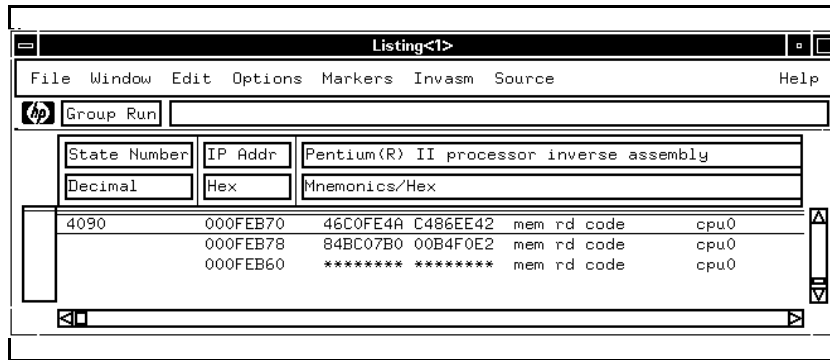 Listing<1>
File Window Edit Options Markers Invasm Source Help
hp Group Run
State Number IP Addr Pentium(R) II processor inverse assembly
Decimal Hex Mnemonics/Hex
4090 000FEB70 46C0FE4A C486EE42 mem rd code cpu0
000FEB78 84BC07B0 00B4F0E2 mem rd code cpu0
000FEB60 ******** ******** mem rd code cpu0